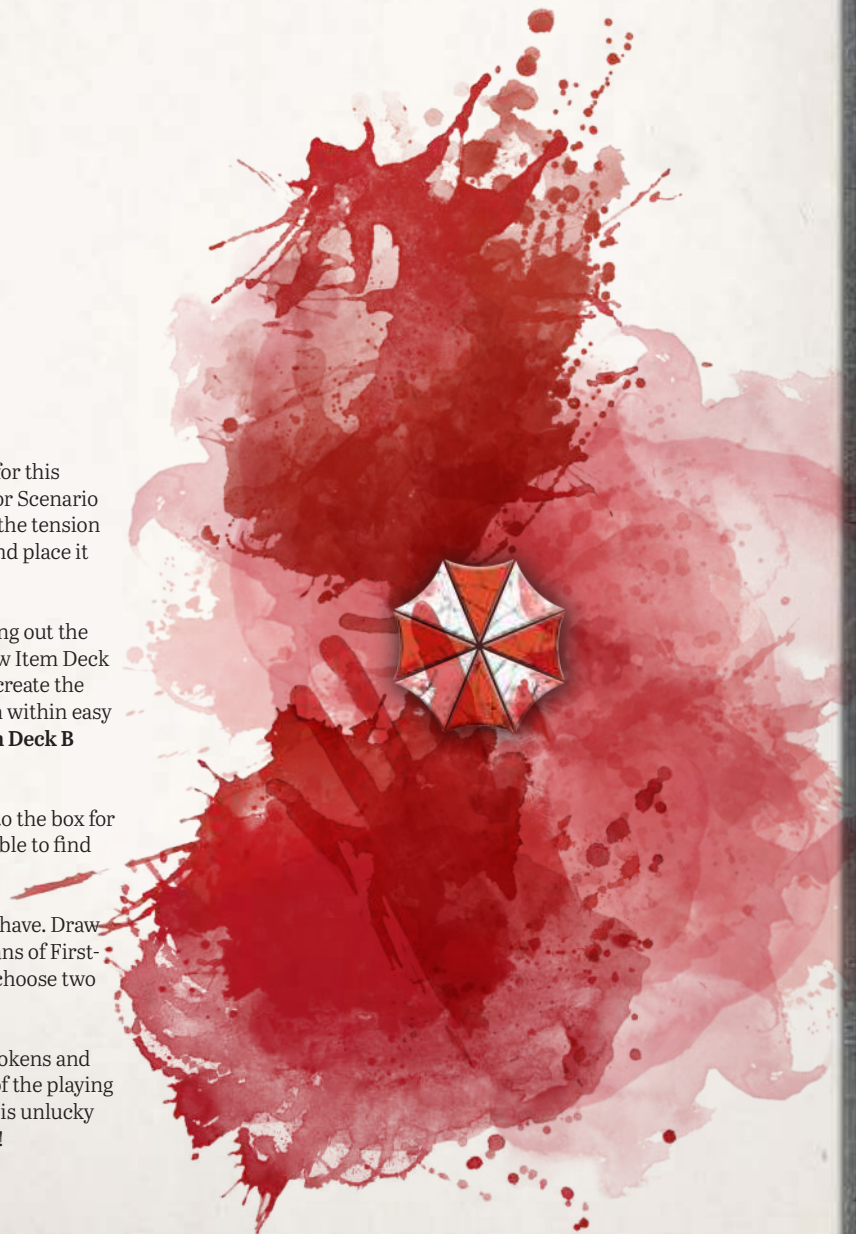 for this
or Scenario
the tension
nd place it
ng out the
w Item Deck
create the
n within easy
n Deck B
to the box for
ble to find
have. Draw
ns of First-
choose two
okens and
of the playing
is unlucky
!